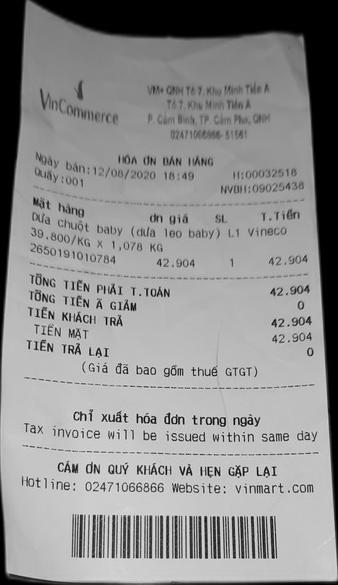 VinCommerce
VM+ QNH Tổ 7, Khu Minh Tiến A
Tổ 7, Khu Minh Tiến A
P. Cẩm Bình, TP. Cẩm Phả, QNH
02471066866-51561
HÓA ĐN BÁN HÀNG
Ngày bán:12/08/2020 18:49 H:00032518
Quầy:001 NVBH:09025438
Mặt hàng đn giá SL T.Tiền
Dưa Chuột baby (dưa leo baby) L1 Vineco
39.800/KG x 1,078 KG
2650191010784 42.904 1 42.904
TỔNG TIỀN PHẢI T.TOÁN 42.904
TỔNG TIỀN Ã GIẢM 0
TIỀN KHÁCH TRẢ 42.904
TIỀN MẶT 42.904
TIỀN TRẢ LẠI 0
(Giá đã bao gồm thuế GTGT)
Chỉ xuất hóa đơn trong ngày
Tax invoice will be issued within same day
CẢM ƠN QUÝ KHÁCH VÀ HẸN GẶP LẠI
Hotline: 02471066866 Website: vinmart.com